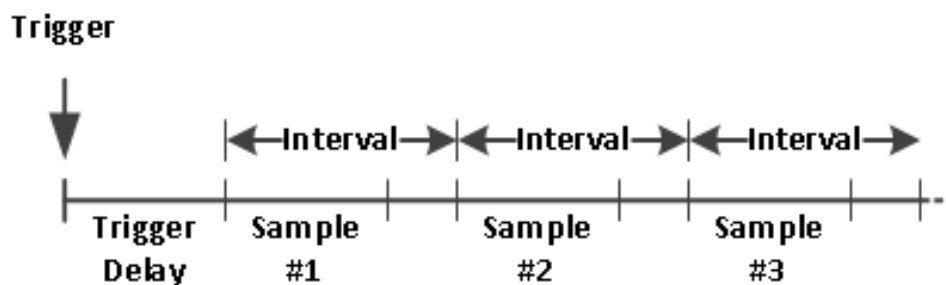 Trigger
Interval Interval Interval
Trigger Sample Sample Sample
Delay #1 #2 #3